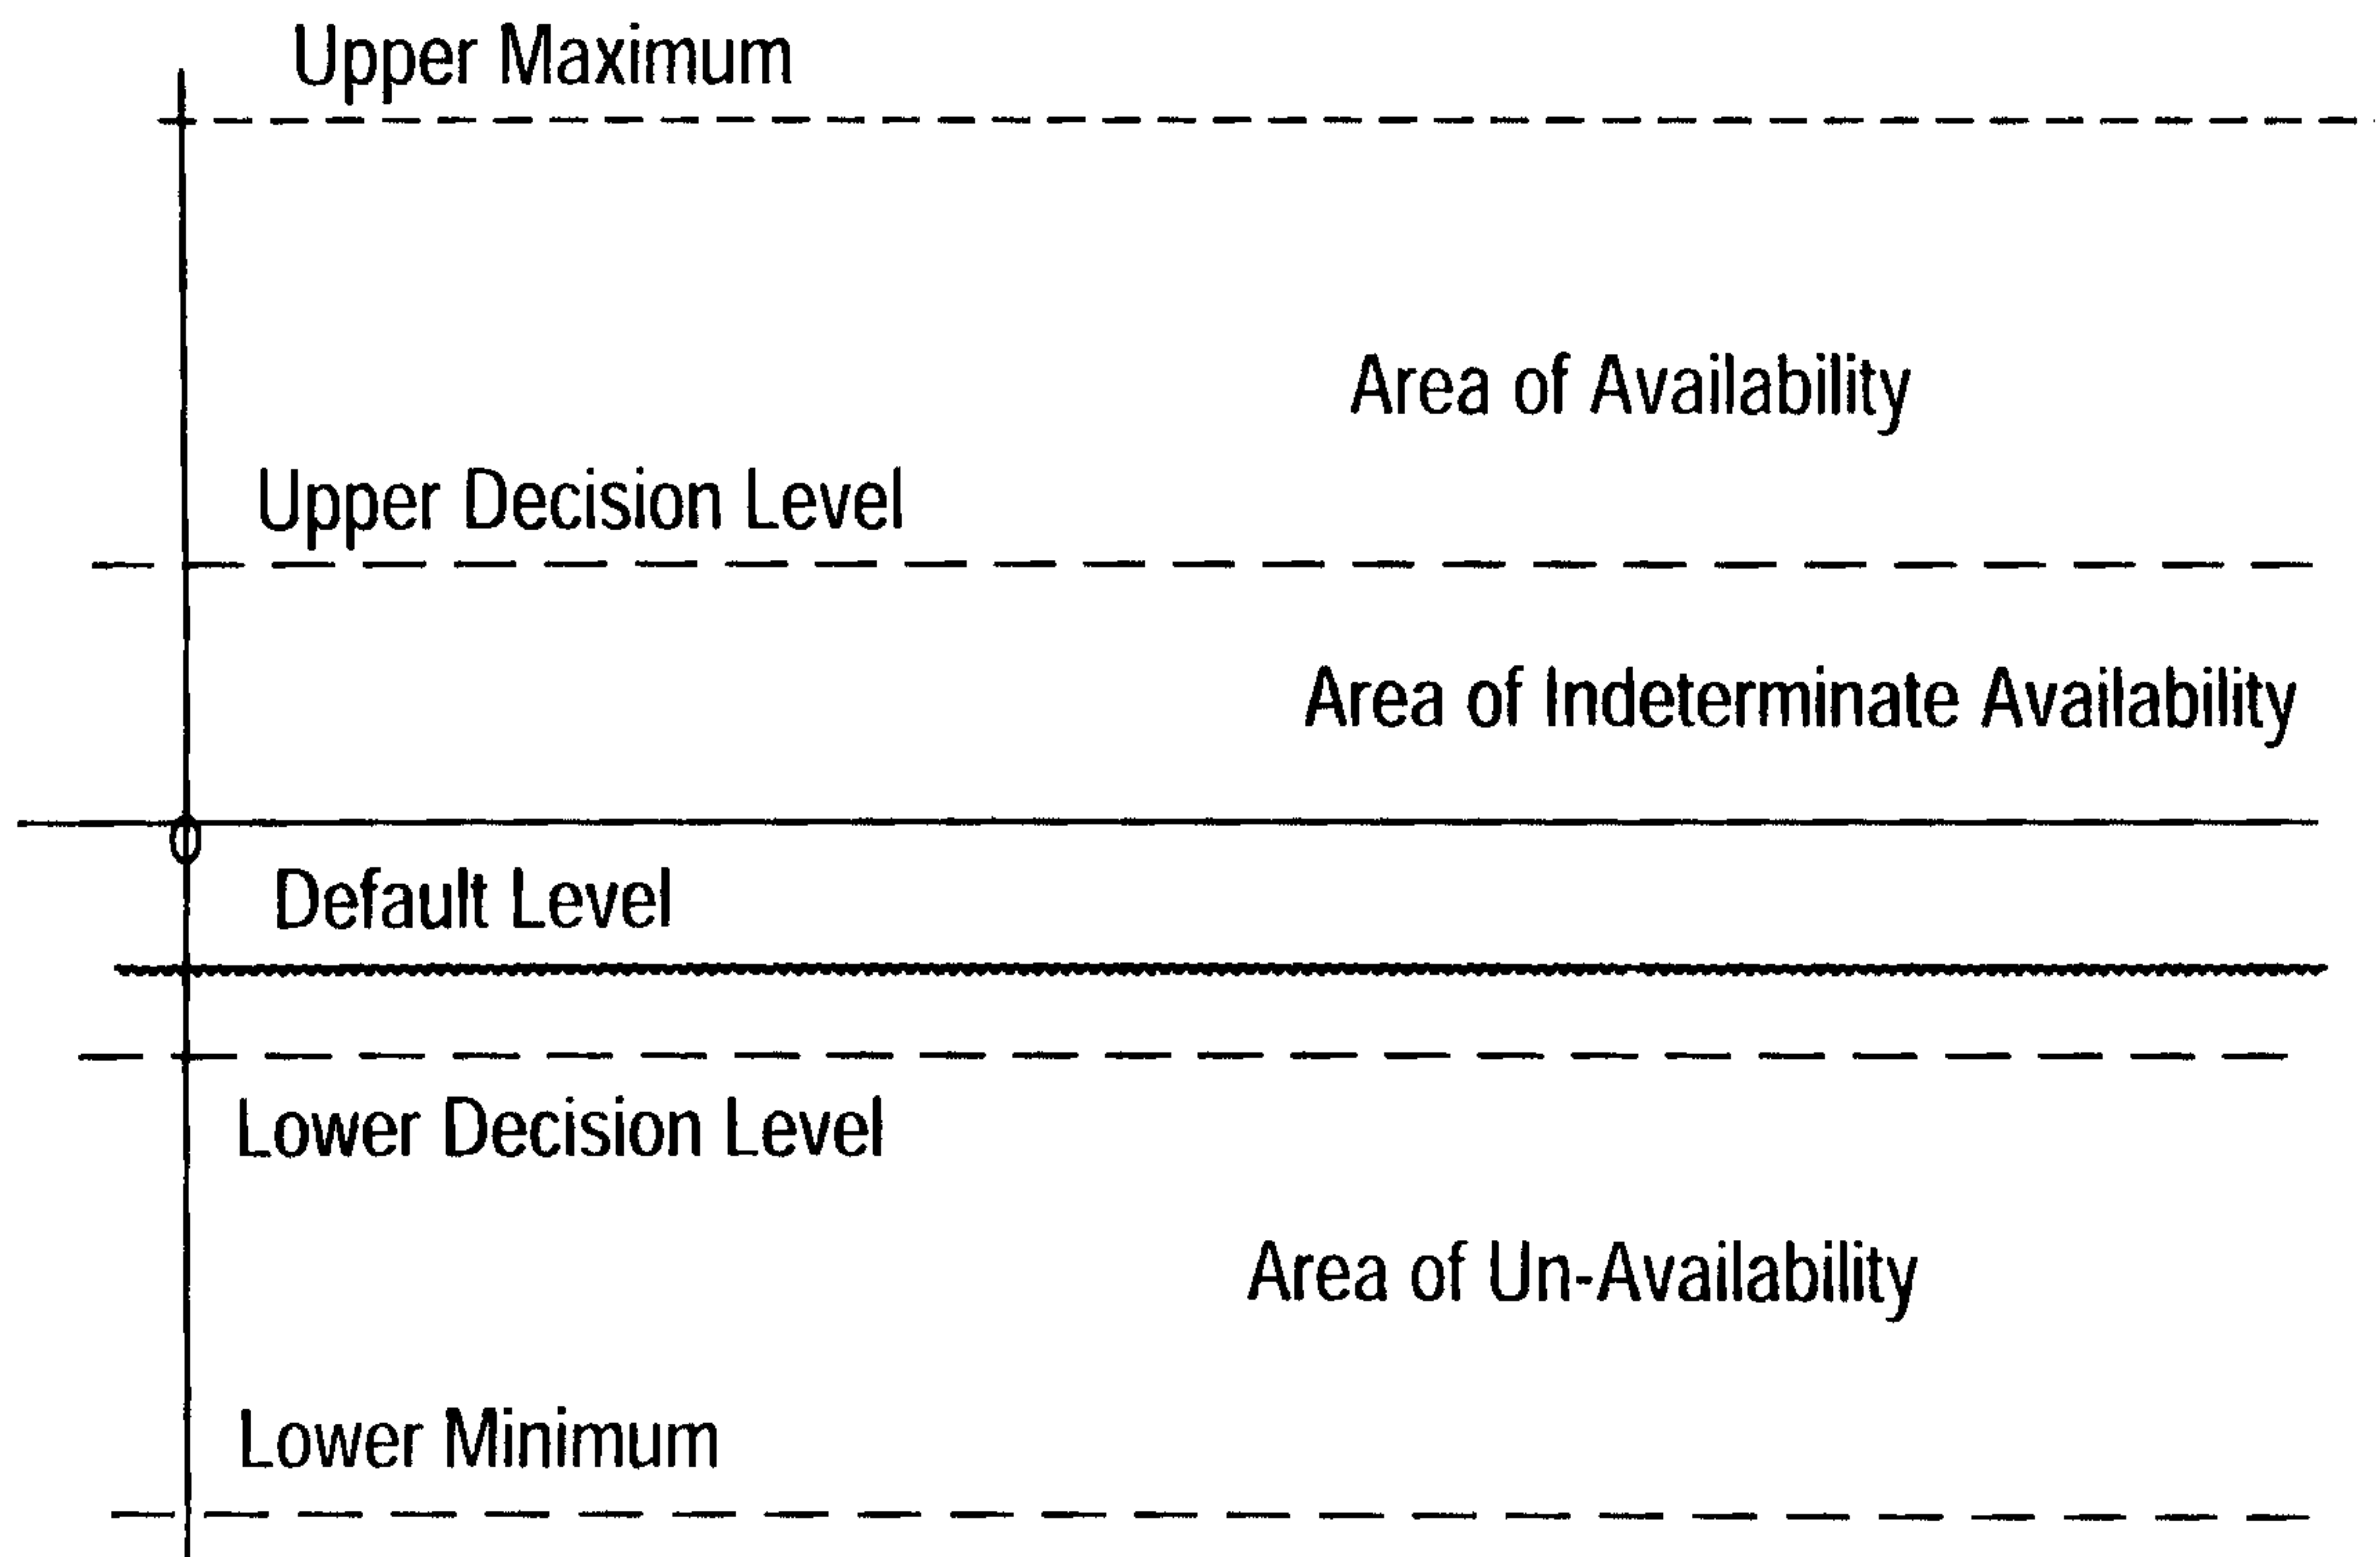 Upper Maximum
Area of Availability
Upper Decision Level
Area of Indeterminate Availability
0
Default Level
Lower Decision Level
Area of Un-Availability
Lower Minimum